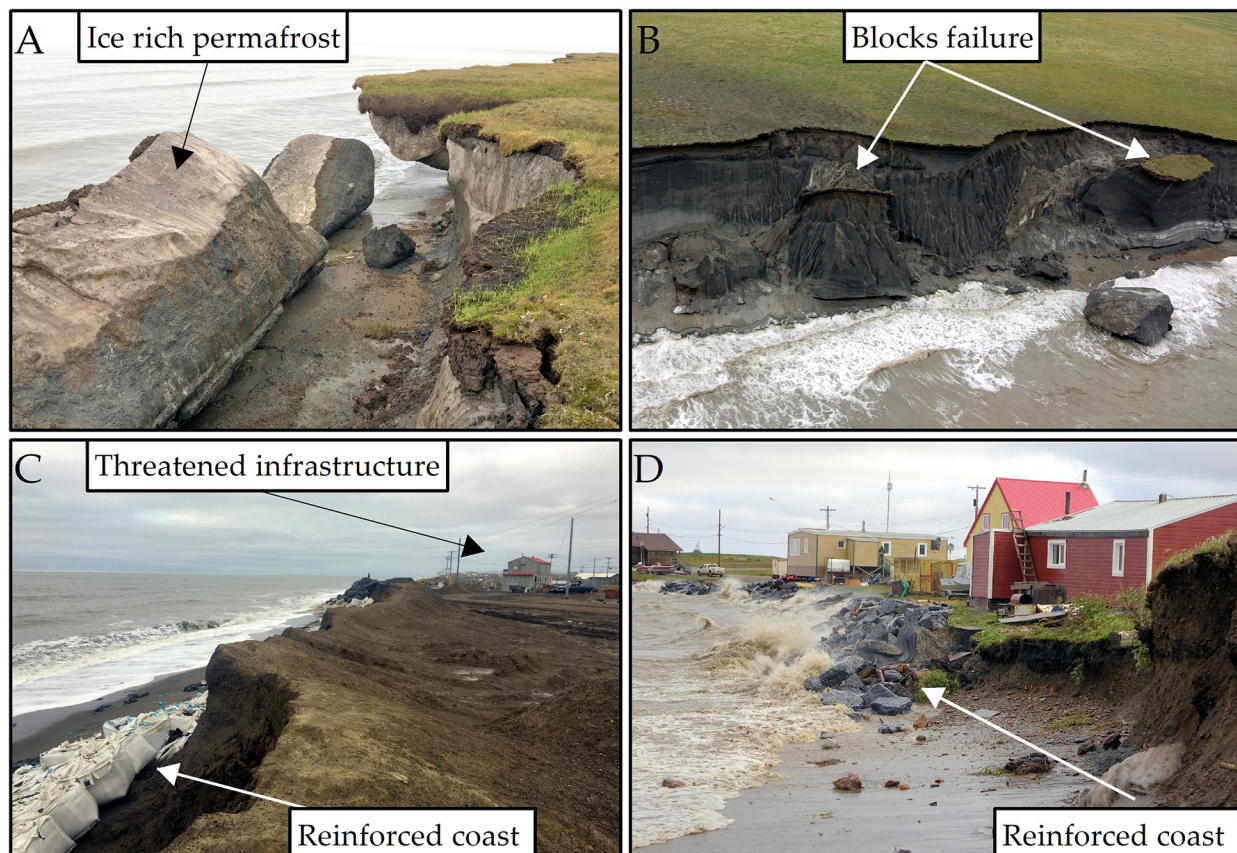 A
Ice rich permafrost
B
Blocks failure
C
Threatened infrastructure
Reinforced coast
D
Reinforced coast